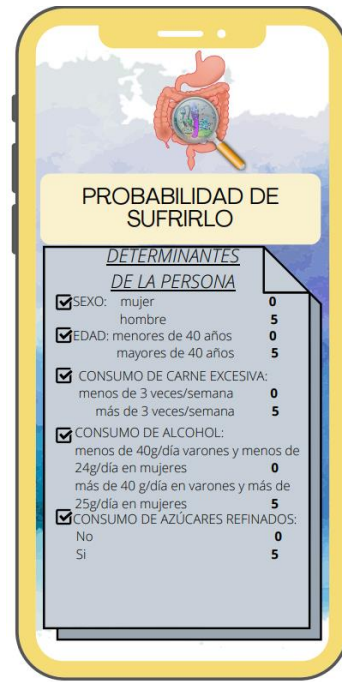 PROBABILIDAD DE
SUFRIRLO
DETERMINANTES
DE LA PERSONA
SEXO: mujer 0
hombre 5
EDAD: menores de 40 años 0
mayores de 40 años 5
CONSUMO DE CARNE EXCESIVA:
menos de 3 veces/semana 0
más de 3 veces/semana 5
CONSUMO DE ALCOHOL:
menos de 40g/día varones y menos de
24g/día en mujeres 0
más de 40 g/día en varones y más de
25g/día en mujeres 5
CONSUMO DE AZÚCARES REFINADOS:
No 0
Si 5